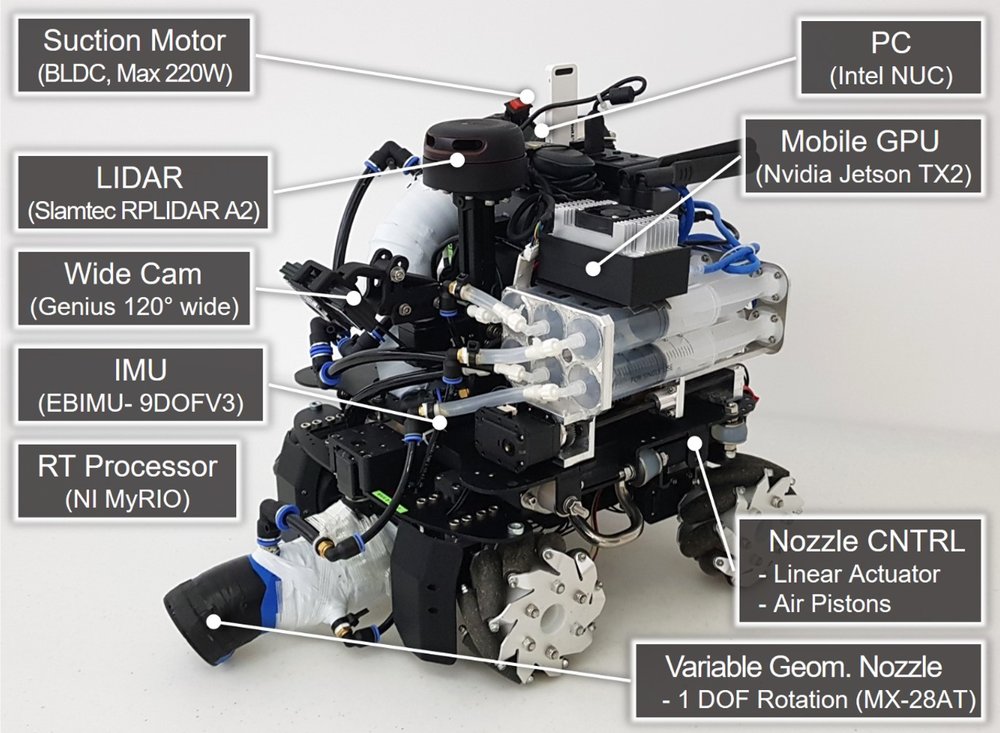 Suction Motor
(BLDC, Max 220W)
PC
(Intel NUC)
Mobile GPU
(Nvidia Jetson TX2)
LIDAR
(Slamtec RPLIDAR A2)
Wide Cam
(Genius 120° wide)
IMU
(EBIMU- 9DOFV3)
RT Processor
(NI MyRIO)
Nozzle CNTRL
- Linear Actuator
- Air Pistons
Variable Geom. Nozzle
- 1 DOF Rotation (MX-28AT)